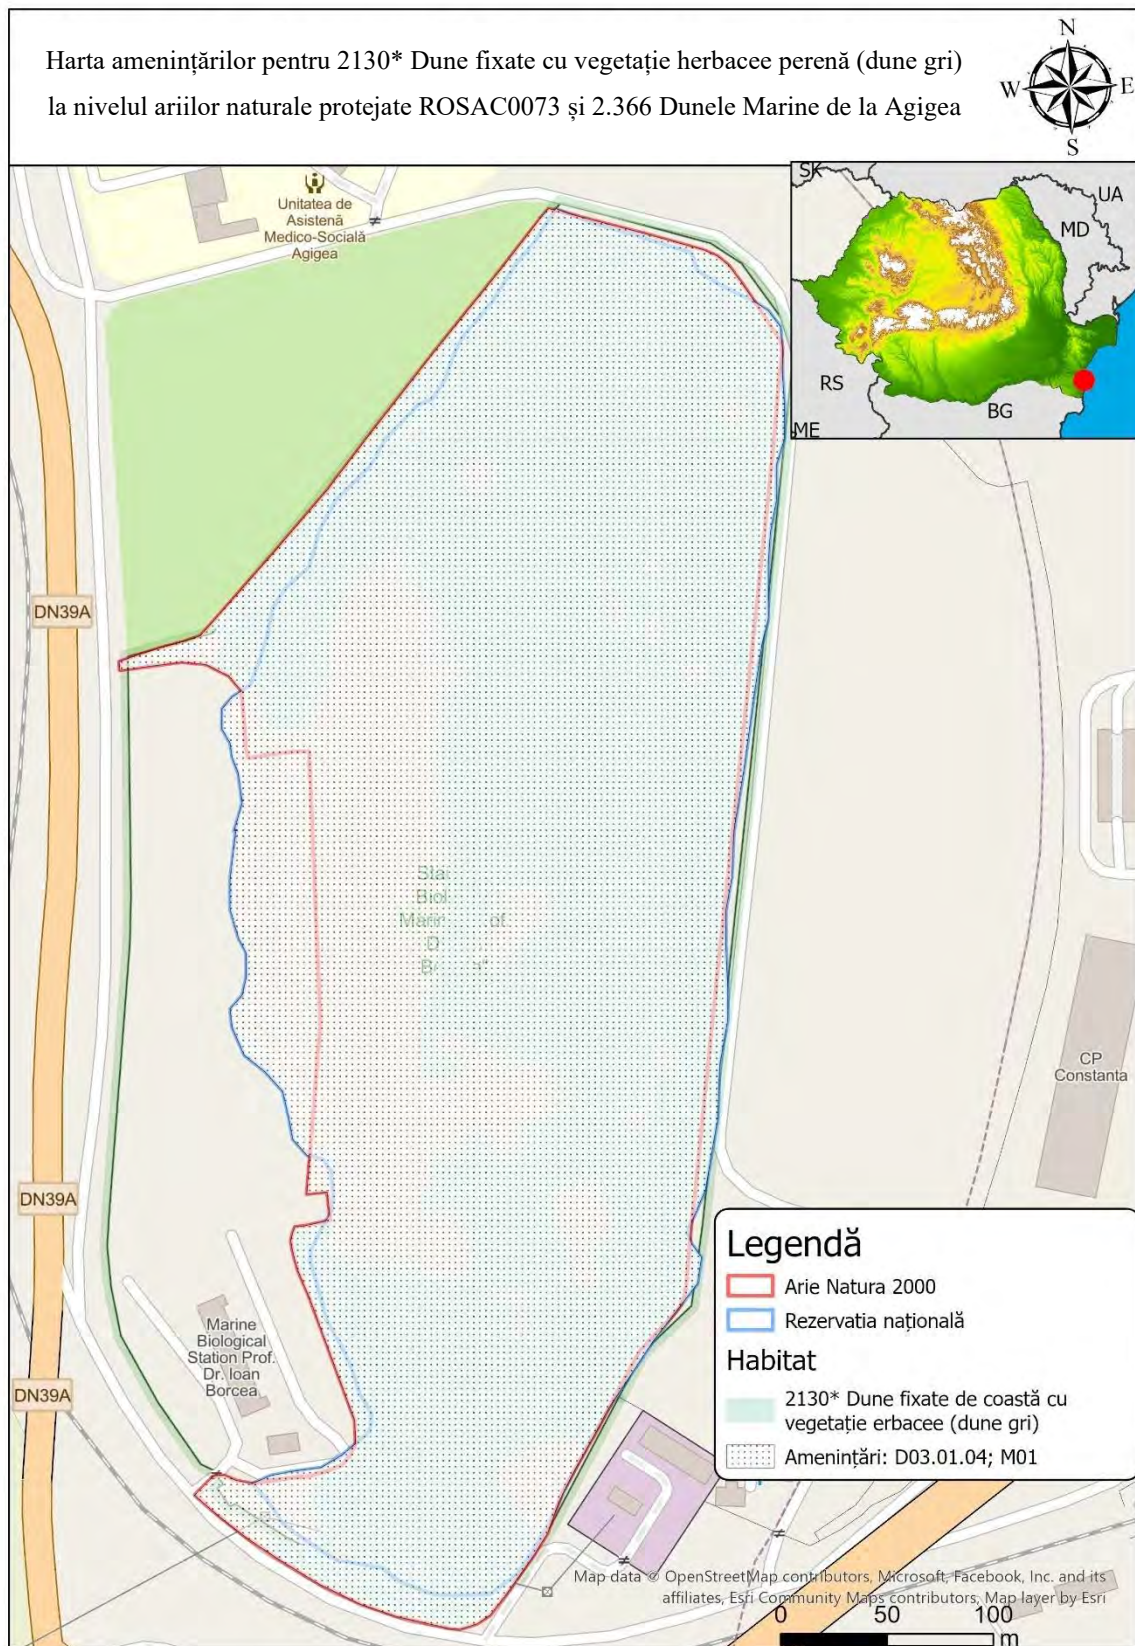 Harta amenințărilor pentru 2130* Dune fixate cu vegetație herbacee perenă (dune gri)
la nivelul ariilor naturale protejate ROSAC0073 și 2.366 Dunele Marine de la Agigea
N
W
E
S
SK
UA
MD
RS
BG
ME
Unitatea de
Asistenă
Medico-Socială
Agigea
DN39A
Marin of
CP
Constanta
DN39A
Marine
Biological
Station Prof.
Dr. Ioan
Borcea
DN39A
Legendă
Arie Natura 2000
Rezervatia națională
Habitat
2130* Dune fixate de coastă cu
vegetație erbacee (dune gri)
Amenințări: D03.01.04; M01
Map data © OpenStreetMap contributors, Microsoft, Facebook, Inc. and its
affiliates, Esri Community Maps contributors, Map layer by Esri
0 50 100
m